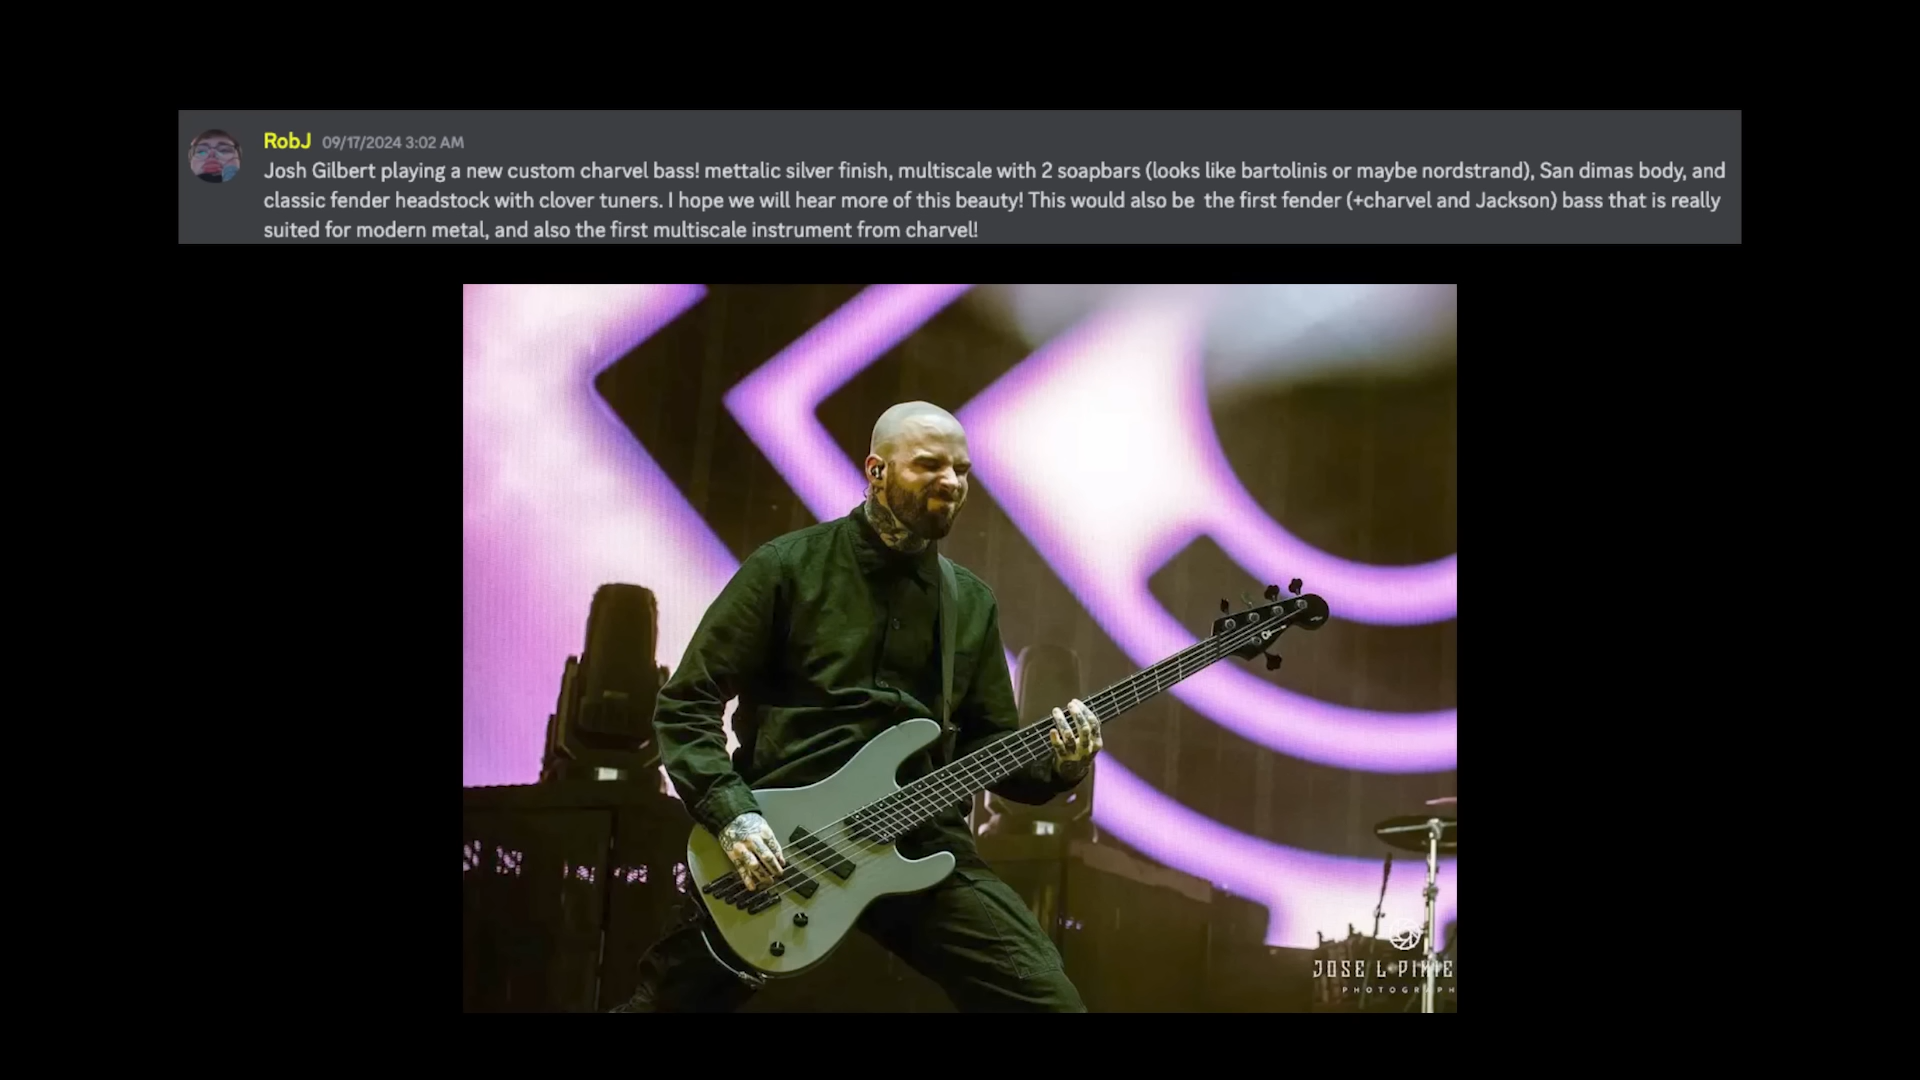 RobJ 09/17/2024 3:02 AM
Josh Gilbert playing a new custom charvel bass! mettalic silver finish, multiscale with 2 soapbars (looks like bartolinis or maybe nordstrand), San dimas body, and
classic fender headstock with clover tuners. I hope we will hear more of this beauty! This would also be  the first fender (+charvel and Jackson) bass that is really
suited for modern metal, and also the first multiscale instrument from charvel!
JOSE L PIXIE
PHOTOGRAPH